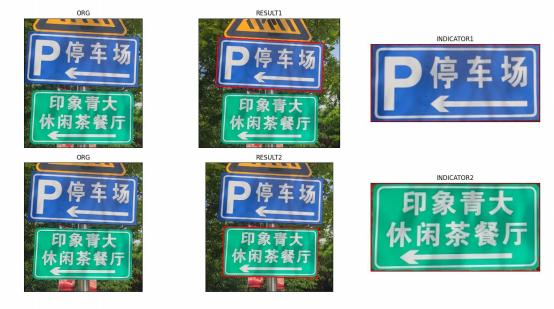 ORG
RESULT1
INDICATOR1
P停车场
印象青大
休闲茶餐厅
P停车场
印象青大
休闲茶餐厅
P停车场
ORG
RESULT2
INDICATOR2
P停车场
印象青大
休闲茶餐厅
P停车场
印象青大
休闲茶餐厅
印象青大
休闲茶餐厅